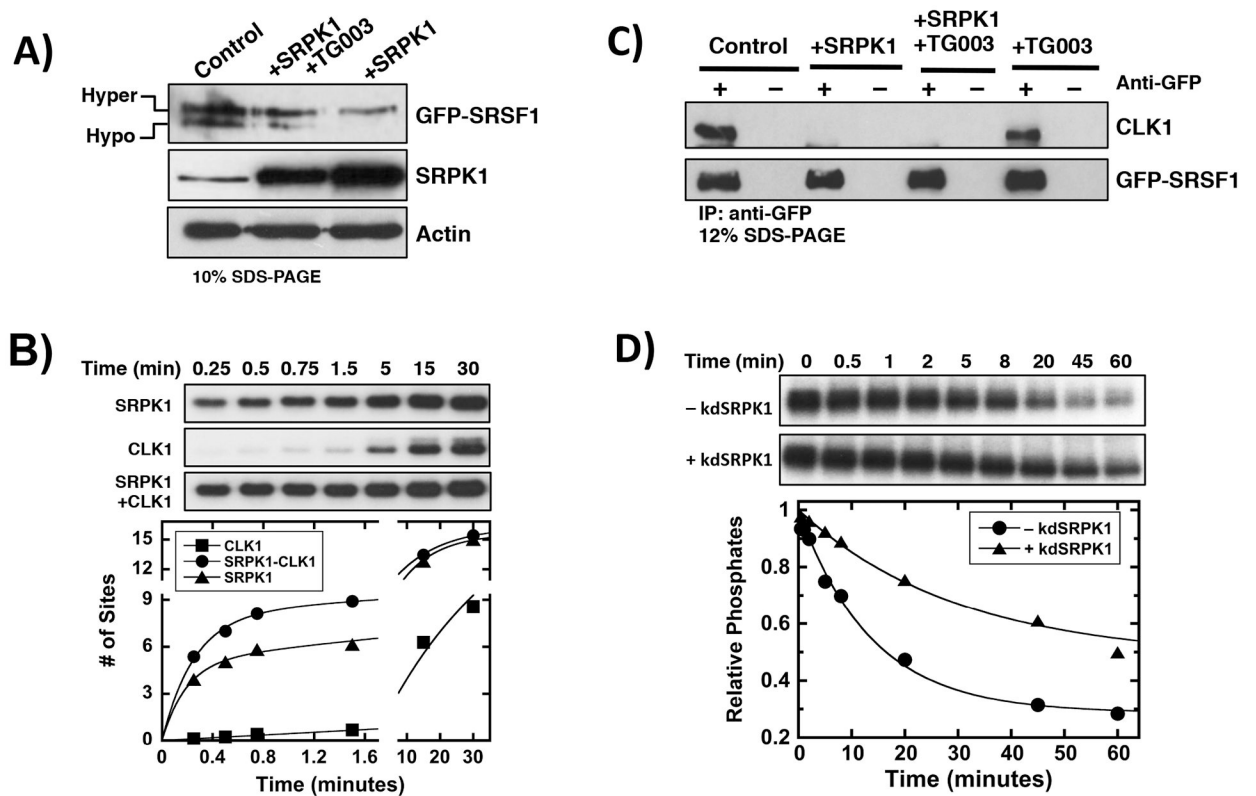 A)
Control
+SRPK1
+TG003
+SRPK1
Hyper
Hypo
GFP-SRSF1
SRPK1
Actin
10% SDS-PAGE
B)
Time (min) 0.25 0.5 0.75 1.5 5 15 30
SRPK1
CLK1
SRPK1
+CLK1
CLK1
SRPK1-CLK1
SRPK1
15
12
9
6
3
0
# of Sites
0 0.4 0.8 1.2 1.6 10 20 30
Time (minutes)
C)
Control +SRPK1 +SRPK1 +TG003
+TG003
+ − + − + − + − Anti-GFP
CLK1
GFP-SRSF1
IP: anti-GFP
12% SDS-PAGE
D)
Time (min) 0 0.5 1 2 5 8 20 45 60
− kdSRPK1
+ kdSRPK1
− kdSRPK1
+ kdSRPK1
1
0.8
0.6
0.4
0.2
Relative Phosphates
0 10 20 30 40 50 60
Time (minutes)